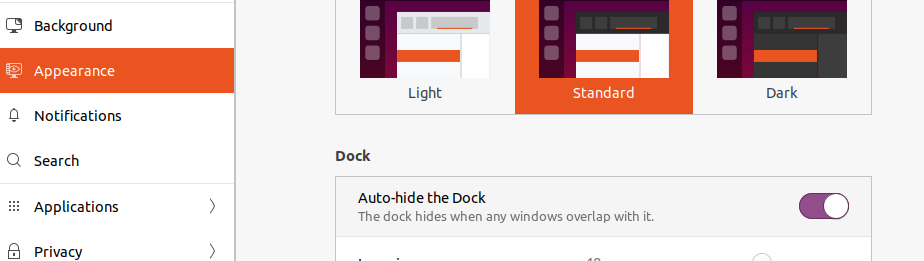 Background
Appearance
Notifications
Search
Applications
Privacy
Light
Standard
Dark
Dock
Auto-hide the Dock
The dock hides when any windows overlap with it.